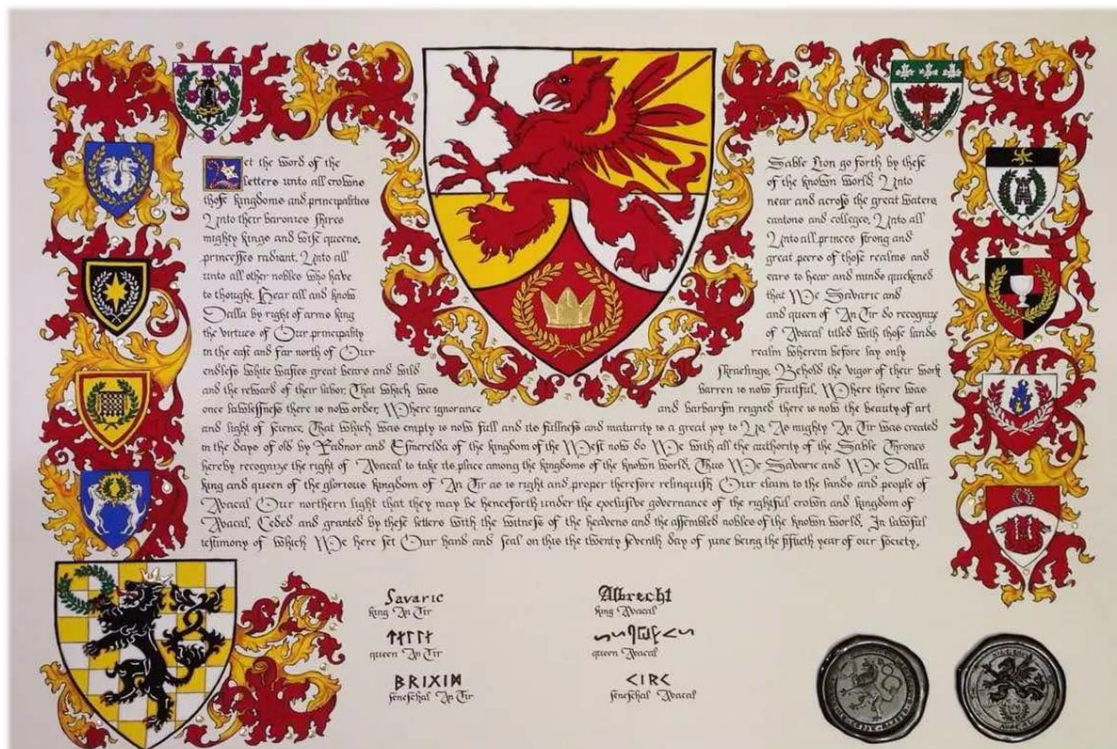 Let the word of the Sable Lion go forth by these
letters unto all crowns of the known world. Unto
those kingdoms and principalities near and across the great waters
Unto their baronies shires cantons and colleges. Unto all
mighty kings and wise queens. Unto all princes strong and
princesses radiant. Unto all great peers of those realms and
unto all other nobles who have ears to hear and minds quickened
to thought. Hear all and know that We Savaric and
Dalla by right of arms king and queen of An Tir do recognize
the virtue of Our principality of Avacal titled with those lands
in the east and far north of Our realm wherein before lay only
endless white wastes great bears and wild Skraelings. Behold the vigor of their work
and the reward of their labor. That which was barren is now fruitful. Where there was
once lawlessness there is now order. Where ignorance and barbarism reigned there is now the beauty of art
and light of science. That which was empty is now full and its fullness and maturity is a great joy to Us. As mighty An Tir was created
in the days of old by Radnor and Esmerelda of the kingdom of the West now do We with all the authority of the Sable Thrones
hereby recognize the right of Avacal to take its place among the kingdoms of the known world. Thus We Savaric and We Dalla
king and queen of the glorious kingdom of An Tir as is right and proper therefore relinquish Our claim to the lands and people of
Avacal Our northern light that they may be henceforth under the exclusive governance of the rightful crown and kingdom of
Avacal. Ceded and granted by these letters with the witness of the heavens and the assembled nobles of the known world. In lawful
testimony of which We here set Our hand and seal on this the twenty seventh day of june being the fiftieth year of our Society.
Savaric
king An Tir
Albrecht
king Avacal
queen An Tir
queen Avacal
seneschal An Tir
seneschal Avacal